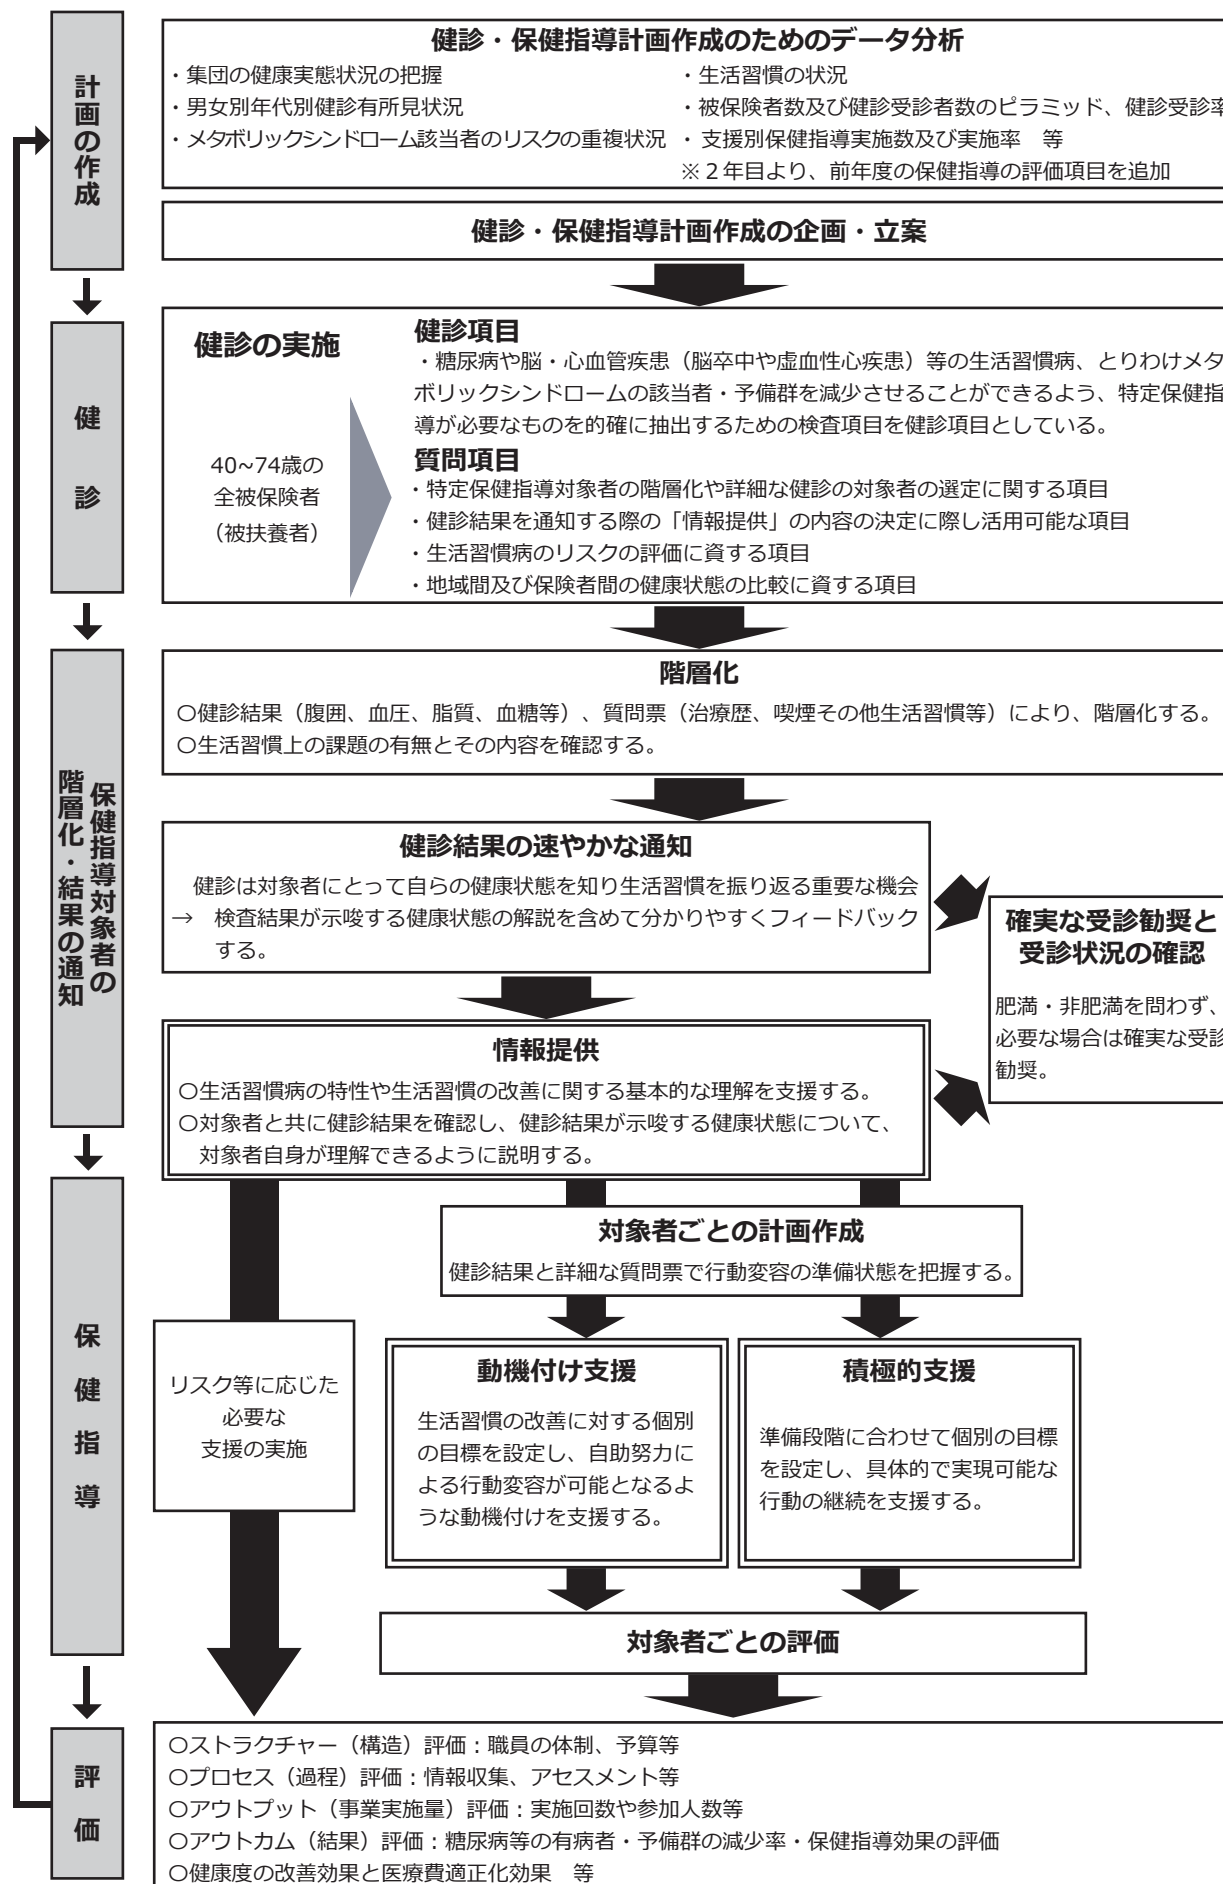 計画の作成
健診・保健指導計画作成のためのデータ分析
・集団の健康実態状況の把握
・男女別年代別健診有所見状況
・メタボリックシンドローム該当者のリスクの重複状況
・生活習慣の状況
・被保険者数及び健診受診者数のピラミッド、健診受診率
・支援別保健指導実施数及び実施率　等
※２年目より、前年度の保健指導の評価項目を追加
健診・保健指導計画作成の企画・立案
健診
健診の実施
40~74歳の
全被保険者
（被扶養者）
健診項目
・糖尿病や脳・心血管疾患（脳卒中や虚血性心疾患）等の生活習慣病、とりわけメタ
ボリックシンドロームの該当者・予備群を減少させることができるよう、特定保健指
導が必要なものを的確に抽出するための検査項目を健診項目としている。
質問項目
・特定保健指導対象者の階層化や詳細な健診の対象者の選定に関する項目
・健診結果を通知する際の「情報提供」の内容の決定に際し活用可能な項目
・生活習慣病のリスクの評価に資する項目
・地域間及び保険者間の健康状態の比較に資する項目
保健指導対象者の
階層化・結果の通知
階層化
〇健診結果（腹囲、血圧、脂質、血糖等）、質問票（治療歴、喫煙その他生活習慣等）により、階層化する。
〇生活習慣上の課題の有無とその内容を確認する。
健診結果の速やかな通知
健診は対象者にとって自らの健康状態を知り生活習慣を振り返る重要な機会
→　検査結果が示唆する健康状態の解説を含めて分かりやすくフィードバック
する。
確実な受診勧奨と
受診状況の確認
肥満・非肥満を問わず、
必要な場合は確実な受診
勧奨。
情報提供
〇生活習慣病の特性や生活習慣の改善に関する基本的な理解を支援する。
〇対象者と共に健診結果を確認し、健診結果が示唆する健康状態について、
対象者自身が理解できるように説明する。
保健指導
対象者ごとの計画作成
健診結果と詳細な質問票で行動変容の準備状態を把握する。
リスク等に応じた
必要な
支援の実施
動機付け支援
生活習慣の改善に対する個別
の目標を設定し、自助努力に
よる行動変容が可能となるよ
うな動機付けを支援する。
積極的支援
準備段階に合わせて個別の目標
を設定し、具体的で実現可能な
行動の継続を支援する。
対象者ごとの評価
評価
〇ストラクチャー（構造）評価：職員の体制、予算等
〇プロセス（過程）評価：情報収集、アセスメント等
〇アウトプット（事業実施量）評価：実施回数や参加人数等
〇アウトカム（結果）評価：糖尿病等の有病者・予備群の減少率・保健指導効果の評価
〇健康度の改善効果と医療費適正化効果　等